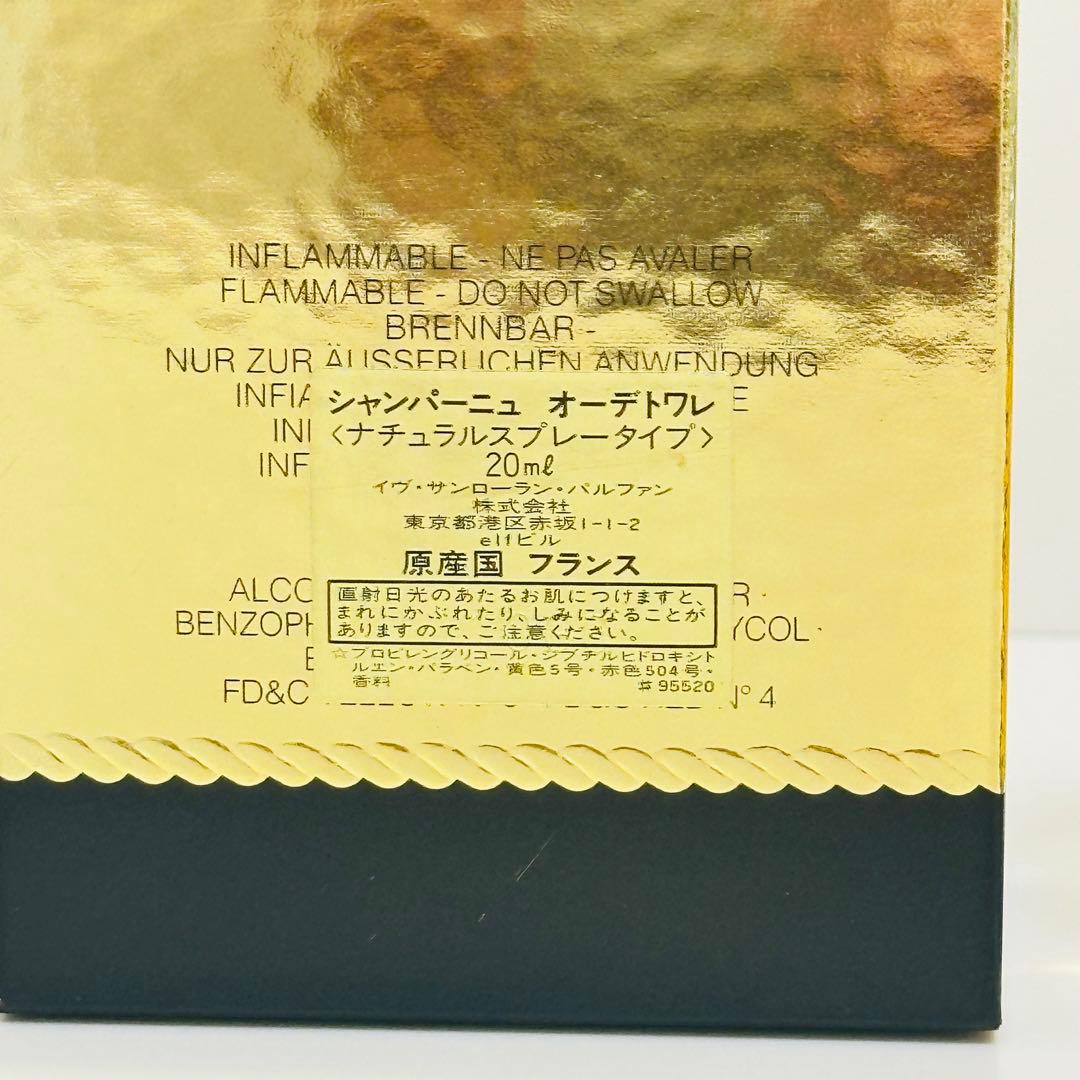 INFLAMMABLE - NE PAS AVALER
FLAMMABLE - DO NOT SWALLOW
BRENNBAR -
NUR ZUR ÄUSSERLICHEN ANWENDUNG
シャンパーニュ オーデトワレ
〈ナチュラルスプレータイプ〉
20mℓ
イヴ・サンローラン・パルファン
株式会社
東京都港区赤坂1-1-2
elfビル
原産国 フランス
直射日光のあたるお肌につけますと、
まれにかぶれたり、しみになることが
ありますので、ご注意ください。
☆プロピレングリコール・ジブチルヒドロキシト
ルエン・パラベン・黄色5号・赤色504号・
香料 #95520
FD&C N° 4